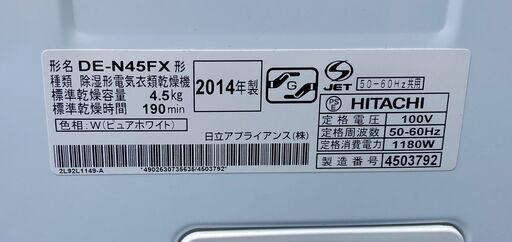 形名 DE-N45FX 形
種類 除湿形電気衣類乾燥機
標準乾燥容量 4.5kg
標準乾燥時間 190min
2014年製
G
S JET
50-60Hz共用
PS E
HITACHI
定格電圧 100V
定格周波数 50-60Hz
定格消費電力 1180W
製造番号 4503792
色相:W(ピュアホワイト)
日立アプライアンス(株)
*4902530735635/4503792*
2L92L1149-A